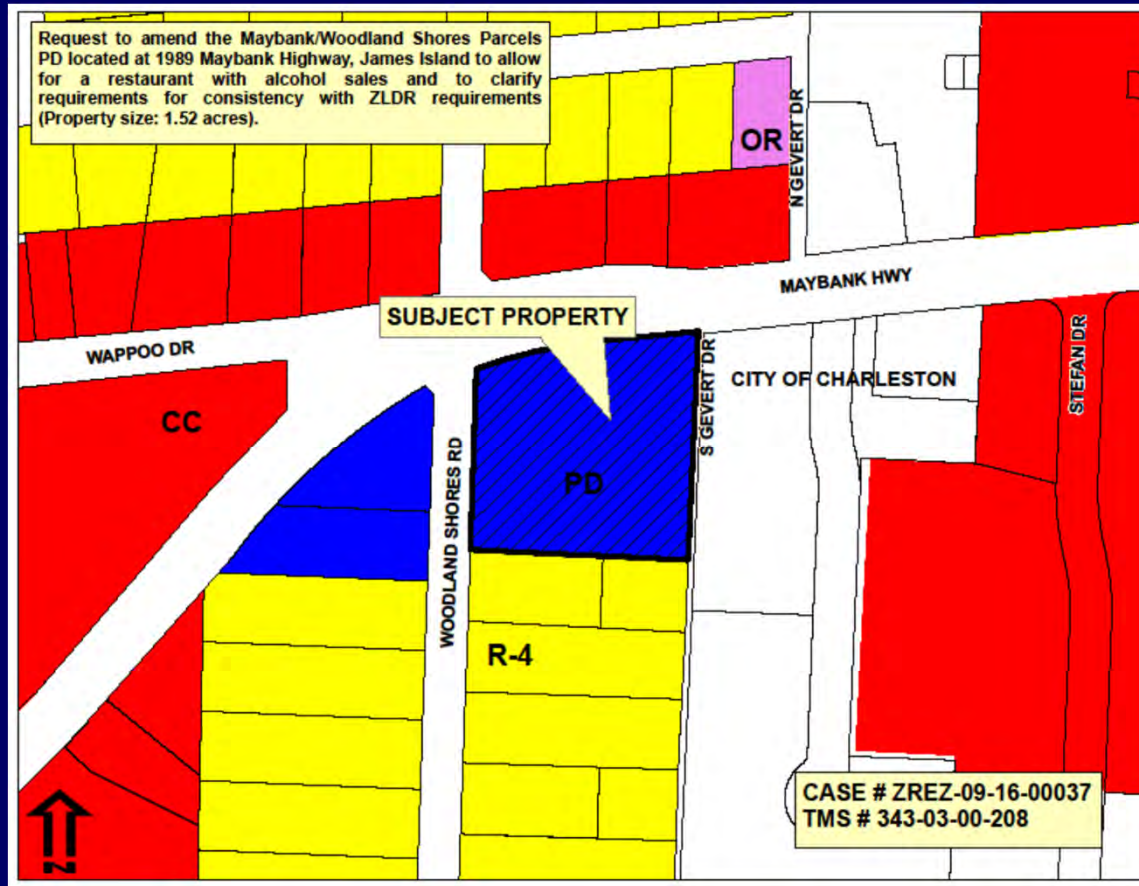 Request to amend the Maybank/Woodland Shores Parcels
PD located at 1989 Maybank Highway, James Island to allow
for a restaurant with alcohol sales and to clarify
requirements for consistency with ZLDR requirements
(Property size: 1.52 acres).
OR
N GEVERT DR
MAYBANK HWY
SUBJECT PROPERTY
WAPPOO DR
S GEVERT DR
CITY OF CHARLESTON
STEFAN DR
CC
PD
WOODLAND SHORES RD
R-4
CASE # ZREZ-09-16-00037
TMS # 343-03-00-208
N